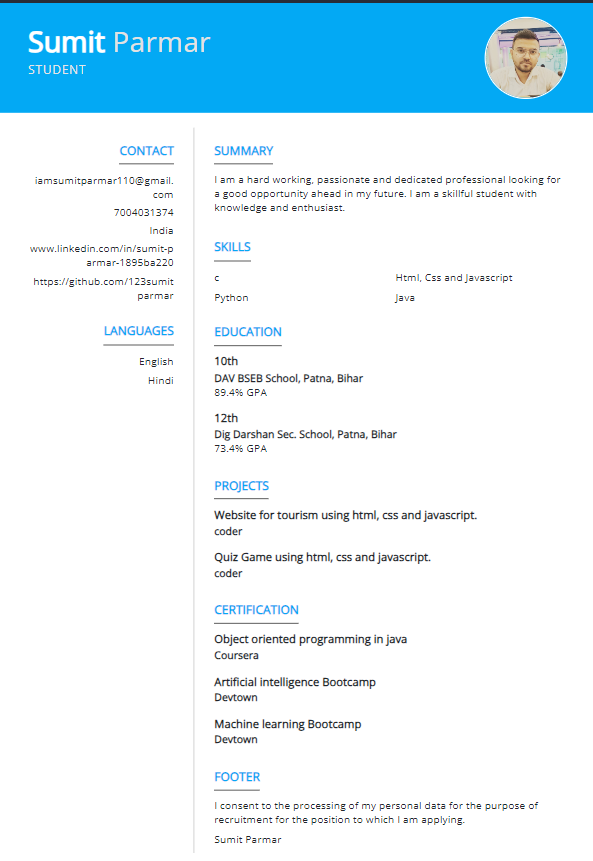 Sumit Parmar
STUDENT
CONTACT
iamsumitparmar110@gmail.
com
7004031374
India
www.linkedin.com/in/sumit-p
armar-1895ba220
https://github.com/123sumit
parmar
LANGUAGES
English
Hindi
SUMMARY
I am a hard working, passionate and dedicated professional looking for
a good opportunity ahead in my future. I am a skillful student with
knowledge and enthusiast.
SKILLS
c
Html, Css and Javascript
Python
Java
EDUCATION
10th
DAV BSEB School, Patna, Bihar
89.4% GPA
12th
Dig Darshan Sec. School, Patna, Bihar
73.4% GPA
PROJECTS
Website for tourism using html, css and javascript.
coder
Quiz Game using html, css and javascript.
coder
CERTIFICATION
Object oriented programming in java
Coursera
Artificial intelligence Bootcamp
Devtown
Machine learning Bootcamp
Devtown
FOOTER
I consent to the processing of my personal data for the purpose of
recruitment for the position to which I am applying.
Sumit Parmar